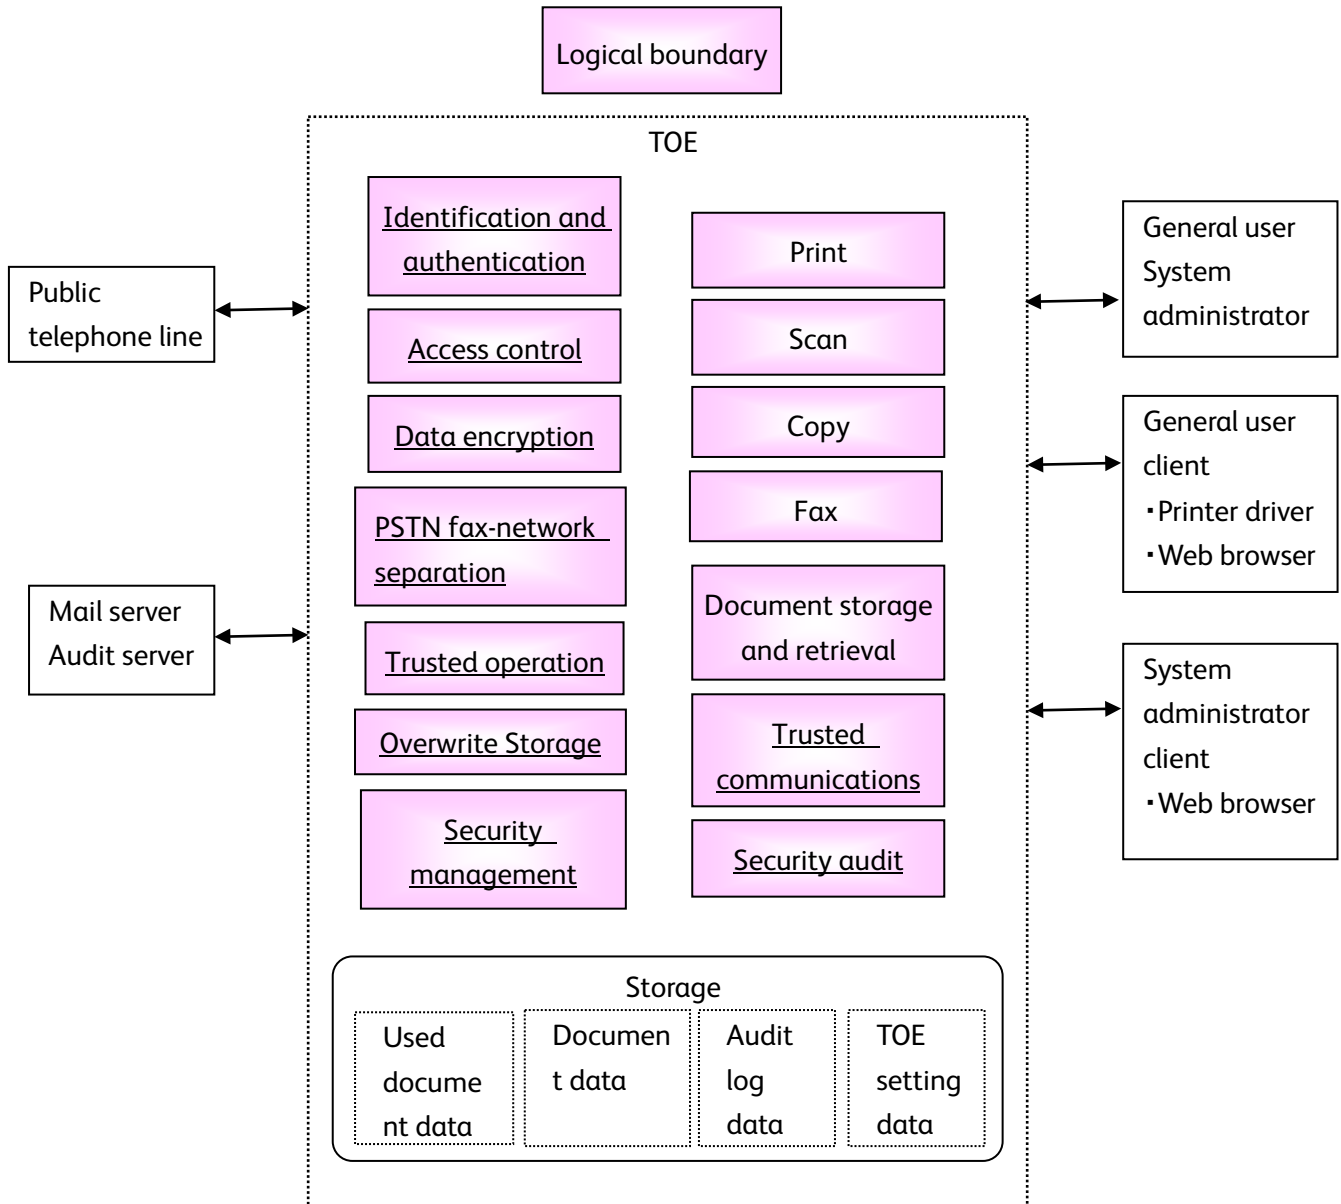 Logical boundary
TOE
Public
telephone line
Mail server
Audit server
Identification and
authentication
Access control
Data encryption
PSTN fax-network
separation
Trusted operation
Overwrite Storage
Security
management
Print
Scan
Copy
Fax
Document storage
and retrieval
Trusted
communications
Security audit
General user
System
administrator
General user
client
・Printer driver
・Web browser
System
administrator
client
・Web browser
Storage
Used
docume
nt data
Documen
t data
Audit
log
data
TOE
setting
data